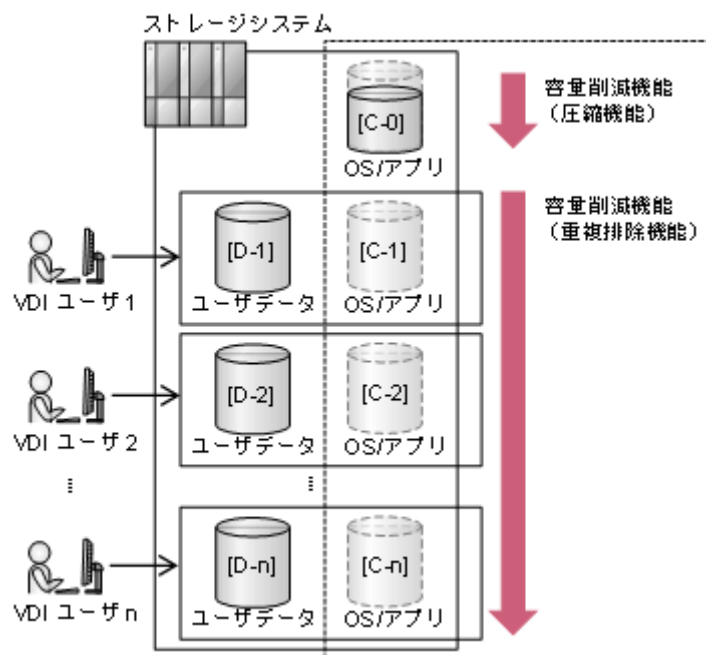 ストレージシステム
[C-0]
OS/アプリ
容量削減機能
(圧縮機能)
容量削減機能
(重複排除機能)
[D-1]
[C-1]
VDI ユーザ1
ユーザデータ
OS/アプリ
[D-2]
[C-2]
VDI ユーザ2
ユーザデータ
OS/アプリ
[D-n]
[C-n]
VDI ユーザn
ユーザデータ
OS/アプリ